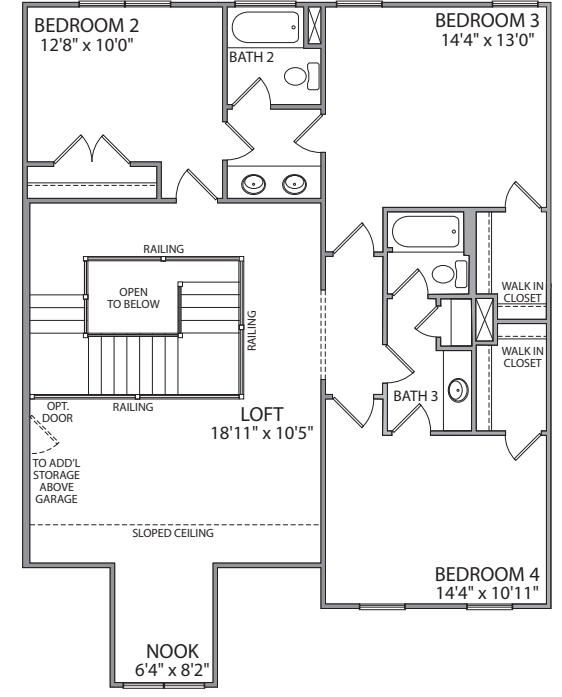 BEDROOM 2
12'8" x 10'0"
BATH 2
BEDROOM 3
14'4" x 13'0"
RAILING
OPEN
TO BELOW
RAILING
WALK IN
CLOSET
WALK IN
CLOSET
BATH 3
OPT.
DOOR
RAILING
LOFT
18'11" x 10'5"
TO ADD'L
STORAGE
ABOVE
GARAGE
SLOPED CEILING
BEDROOM 4
14'4" x 10'11"
NOOK
6'4" x 8'2"